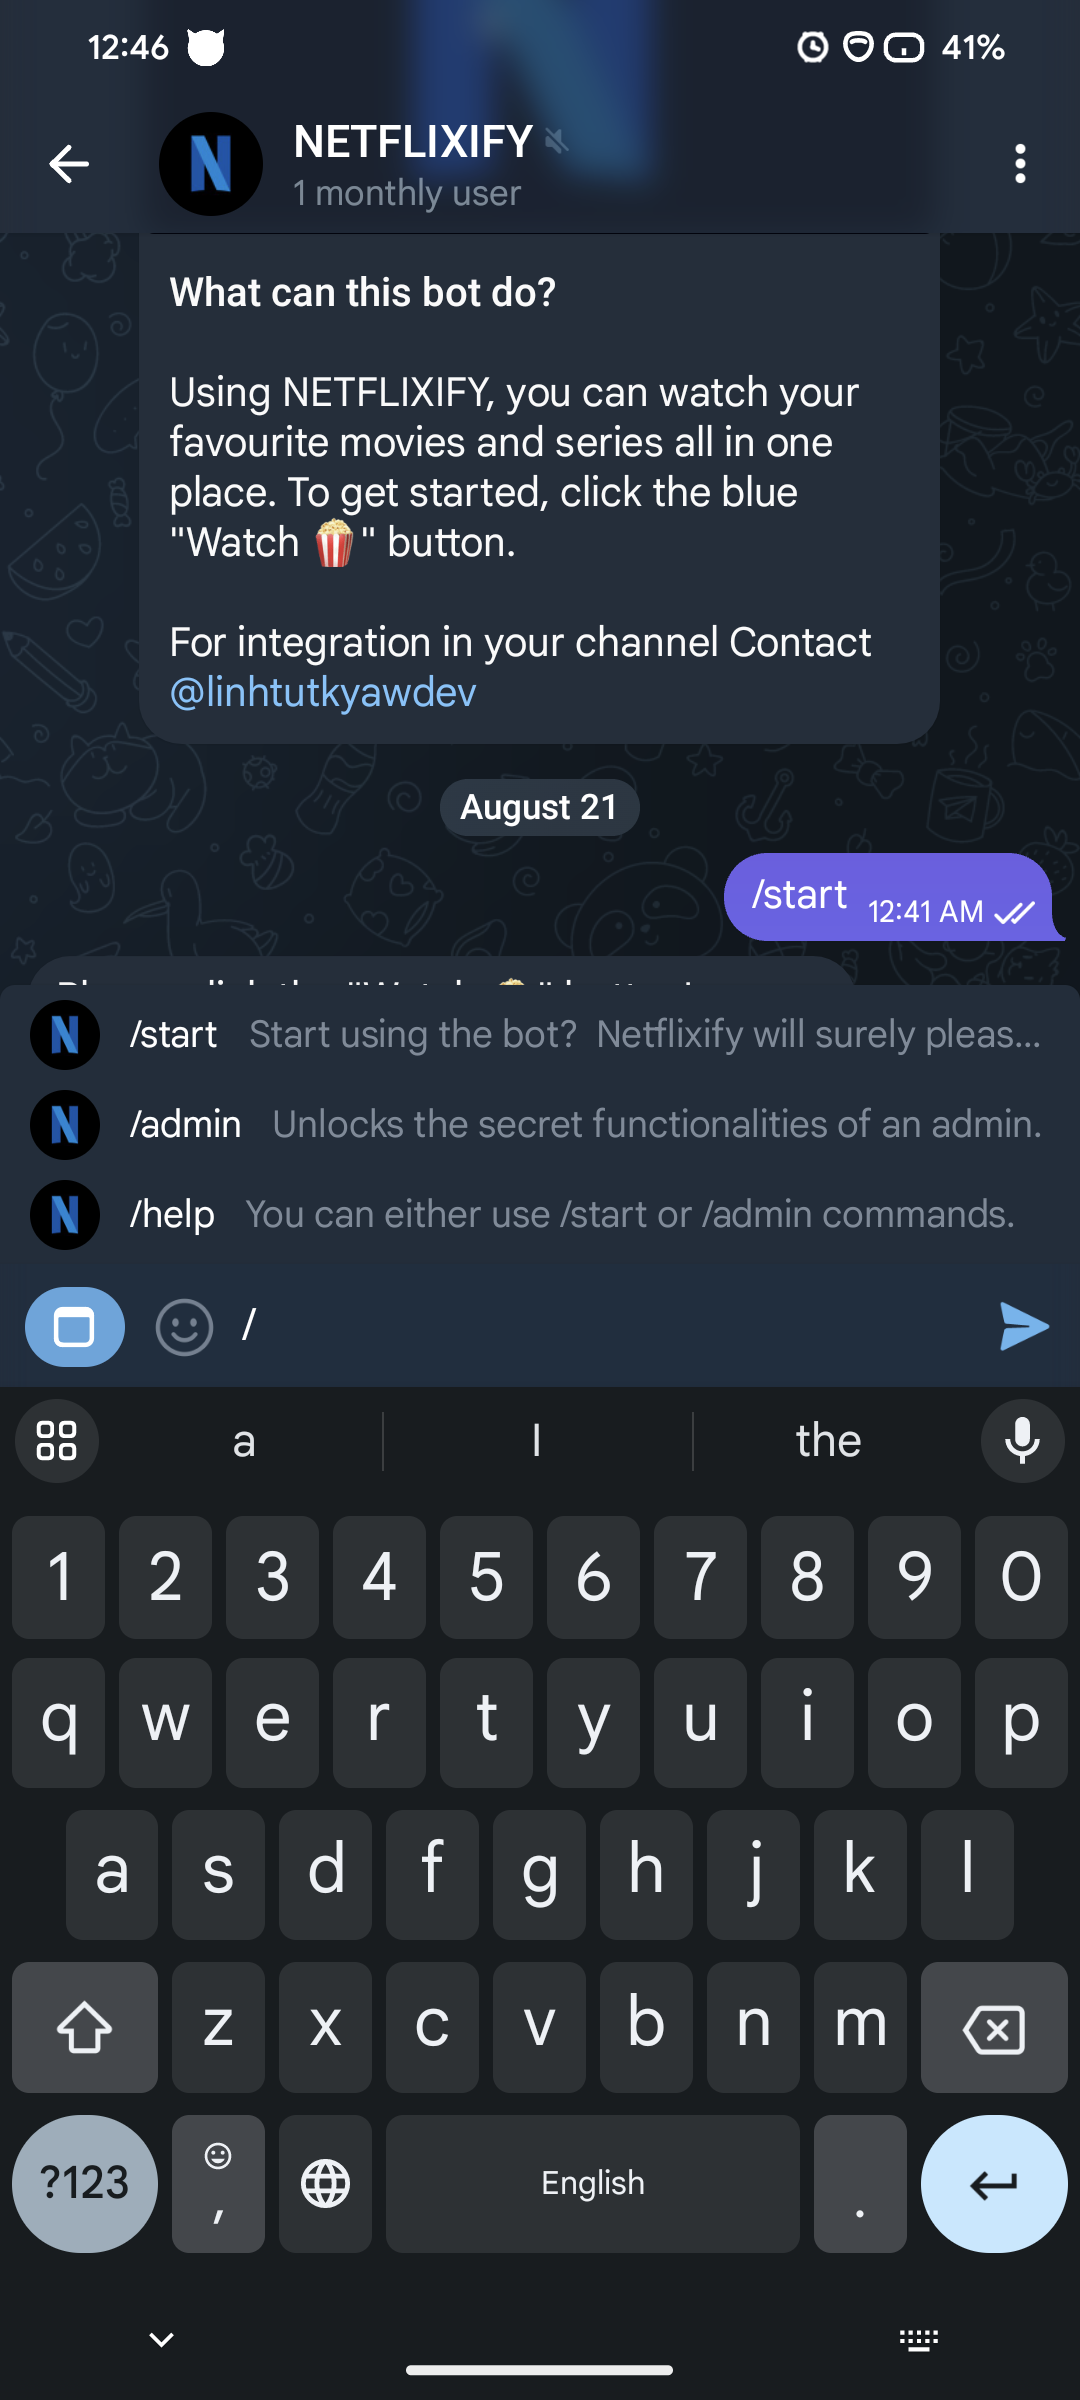 12:46
41%
NETFLIXIFY
1 monthly user
What can this bot do?
Using NETFLIXIFY, you can watch your
favourite movies and series all in one
place. To get started, click the blue
"Watch 🍿" button.
For integration in your channel Contact
@linhtutkyawdev
August 21
/start 12:41 AM
/start Start using the bot? Netflixify will surely pleas...
/admin Unlocks the secret functionalities of an admin.
/help You can either use /start or /admin commands.
/
a I the
1 2 3 4 5 6 7 8 9 0
q w e r t y u i o p
a s d f g h j k l
z x c v b n m
?123 , English .